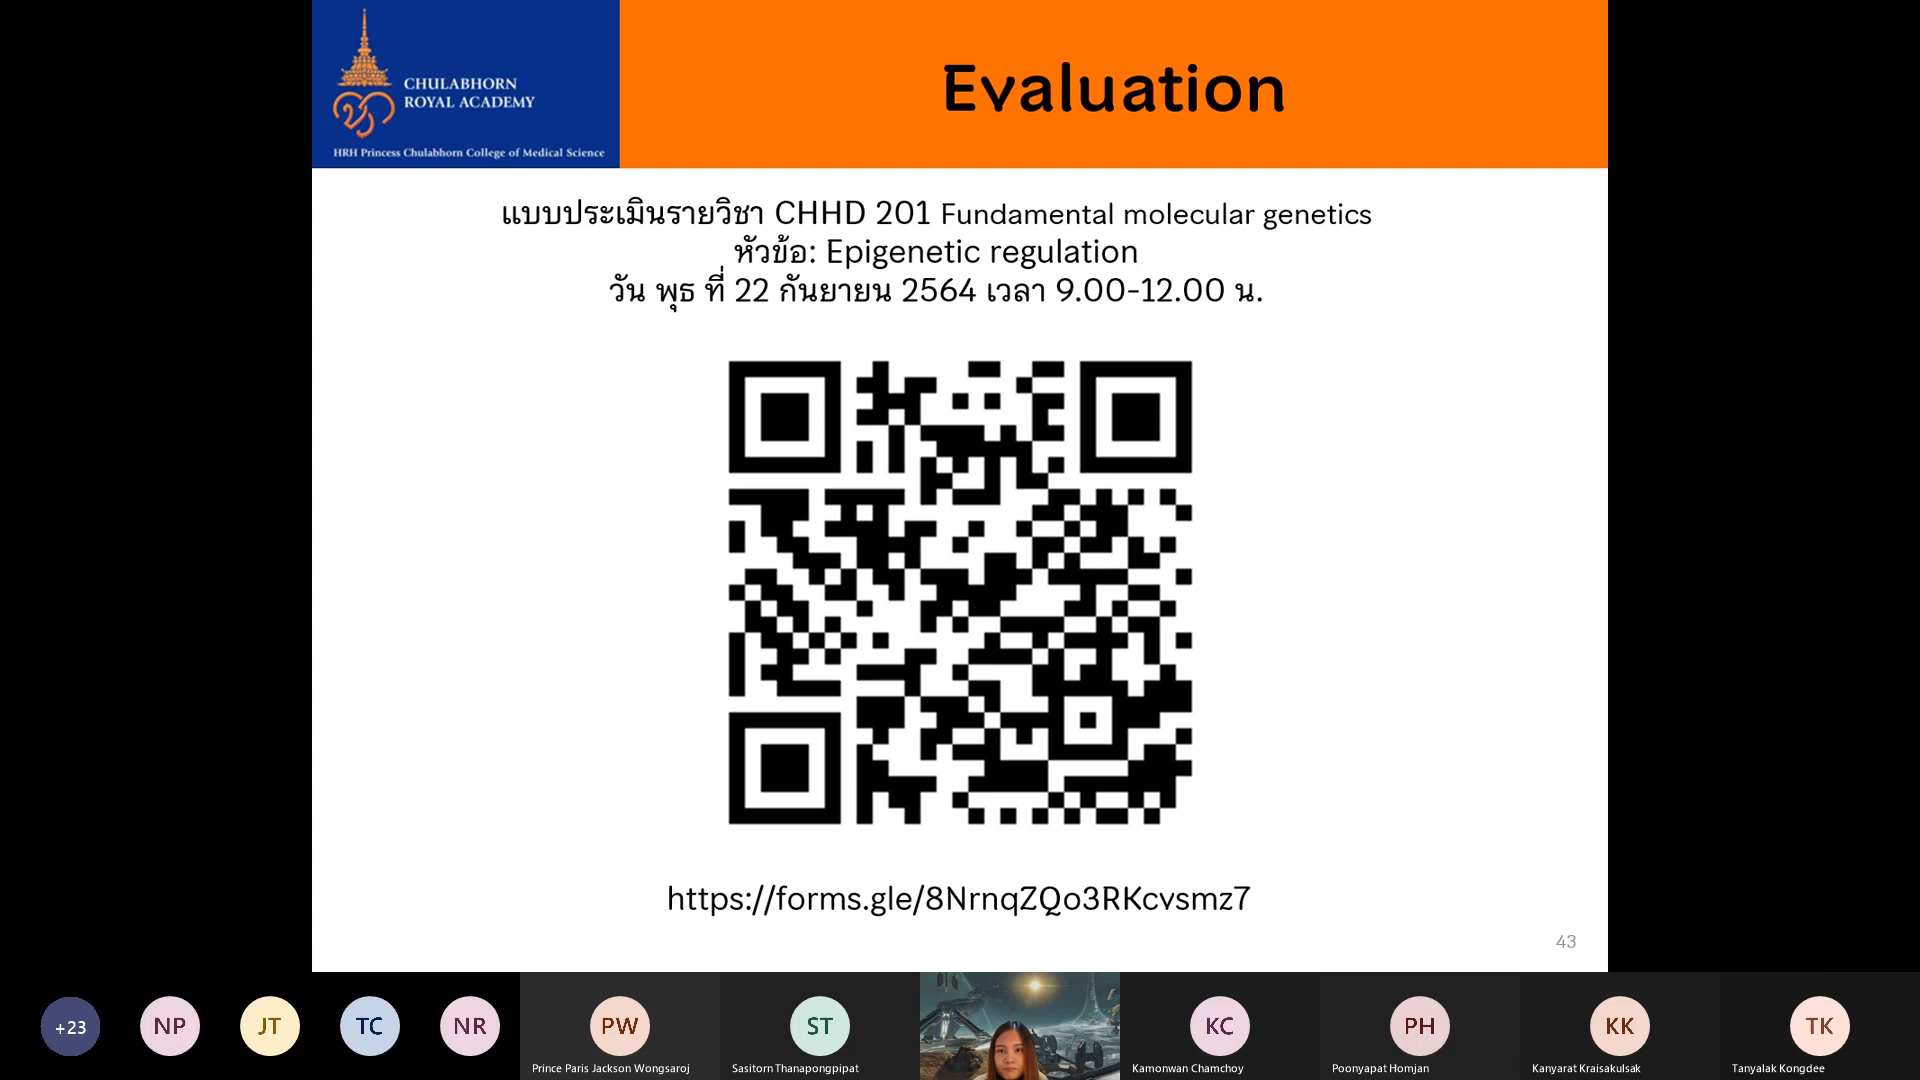 CHULABHORN
ROYAL ACADEMY
HRH Princess Chulabhorn College of Medical Science
Evaluation
แบบประเมินรายวิชา CHHD 201 Fundamental molecular genetics
หัวข้อ: Epigenetic regulation
วัน พุธ ที่ 22 กันยายน 2564 เวลา 9.00-12.00 น.
https://forms.gle/8NrnqZQo3RKcvsmz7
43
+23
NP
JT
TC
NR
PW
ST
KC
PH
KK
TK
Prince Paris Jackson Wongsaroj
Sasitorn Thanapongpipat
Kamonwan Chamchoy
Poonyapat Homjan
Kanyarat Kraisakulsak
Tanyalak Kongdee